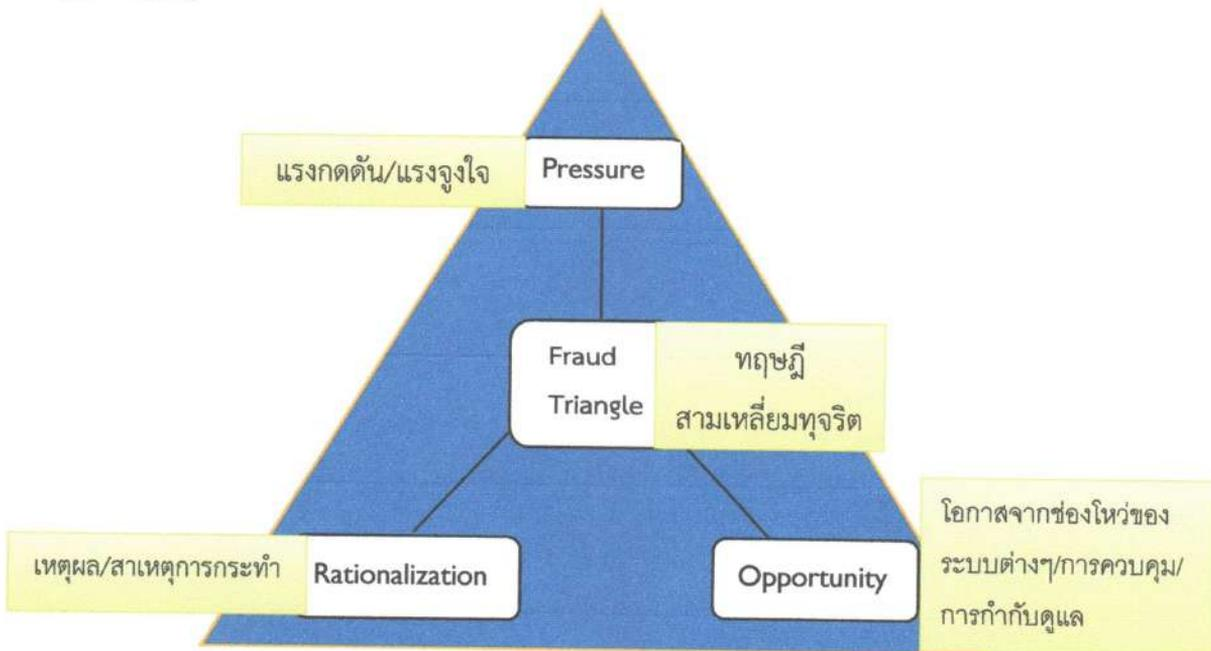 แรงกดดัน/แรงจูงใจ
Pressure
Fraud
Triangle
ทฤษฎี
สามเหลี่ยมทุจริต
เหตุผล/สาเหตุการกระทำ
Rationalization
Opportunity
โอกาสจากช่องโหว่ของ
ระบบต่างๆ/การควบคุม/
การกำกับดูแล